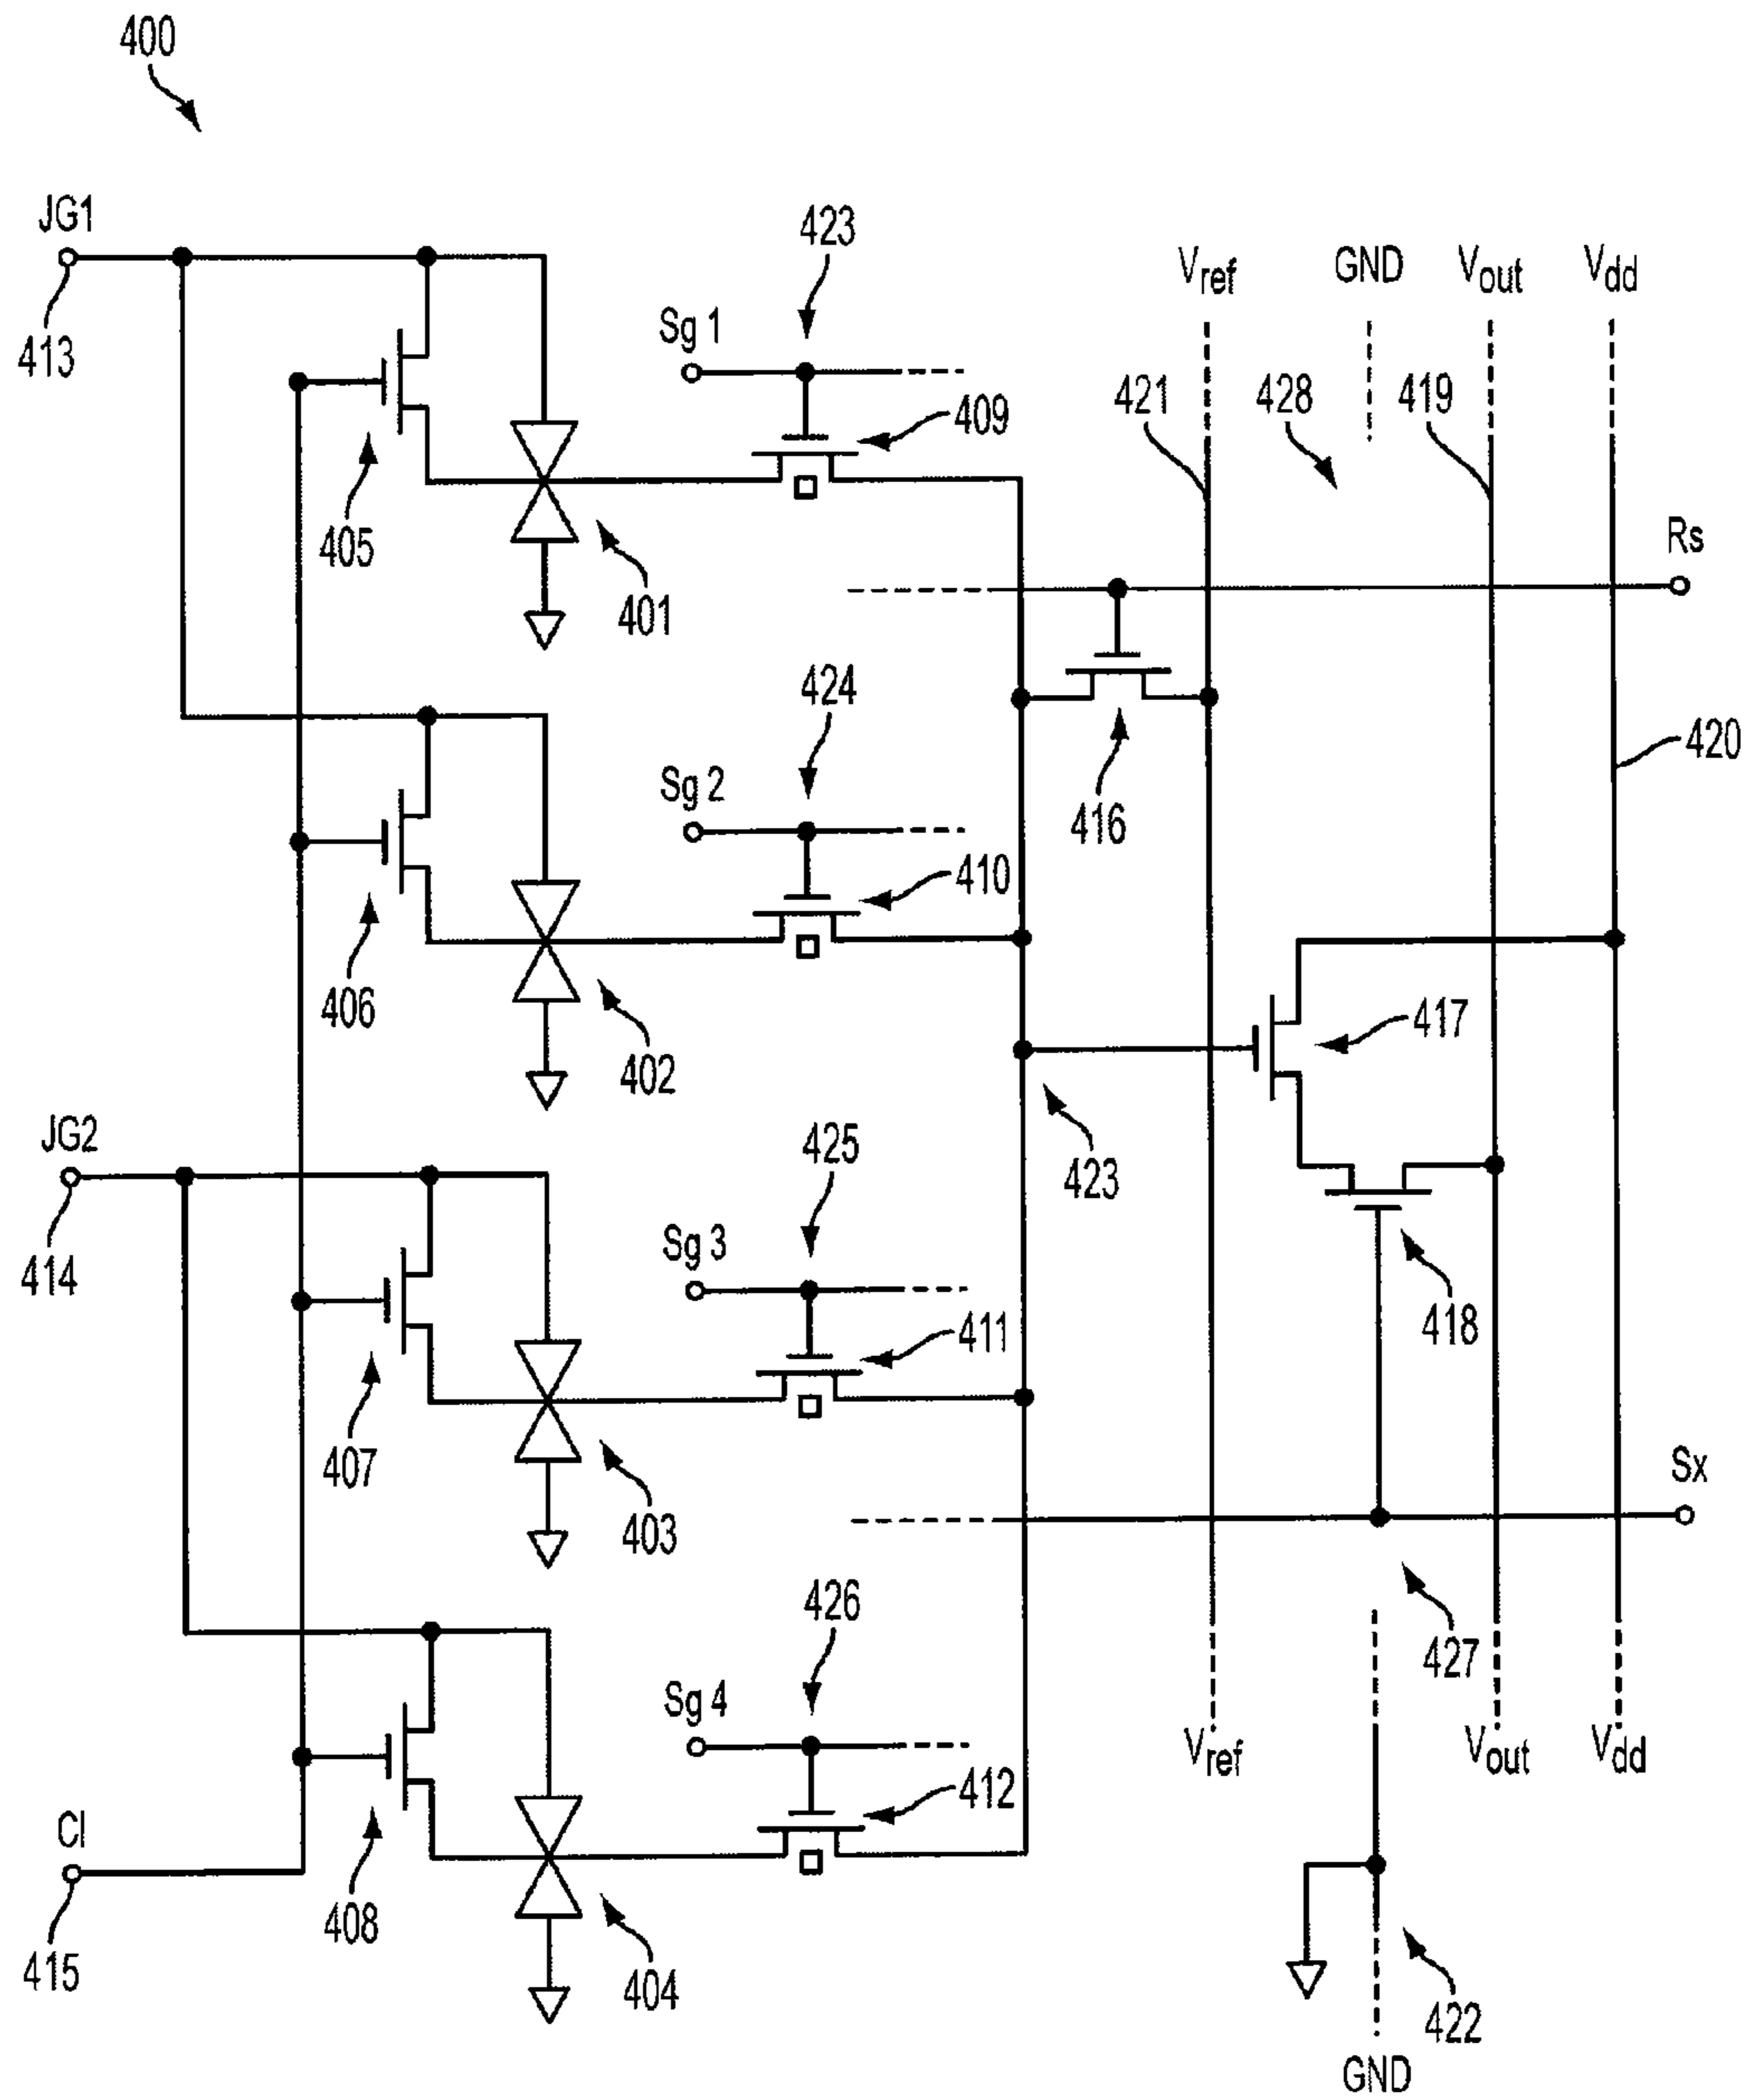 400
JG1
413
405
401
Sg 1
423
409
Vref
GND
Vout
Vdd
421
428
419
Rs
416
420
406
402
Sg 2
424
410
417
423
418
JG2
414
407
403
Sg 3
425
411
Sx
427
Cl
415
408
404
Sg 4
426
412
Vref
Vout
Vdd
422
GND